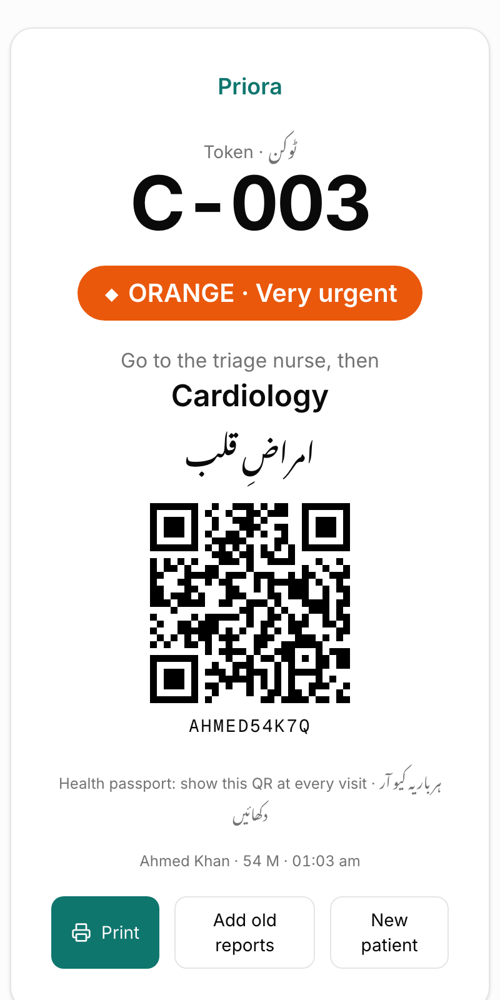 Priora
Token · ٹوکن
C-003
◆ ORANGE · Very urgent
Go to the triage nurse, then
Cardiology
امراضِ قلب
AHMED54K7Q
Health passport: show this QR at every visit · ہر بار یہ کیو آر
دکھائیں
Ahmed Khan · 54 M · 01:03 am
Print
Add old
reports
New
patient